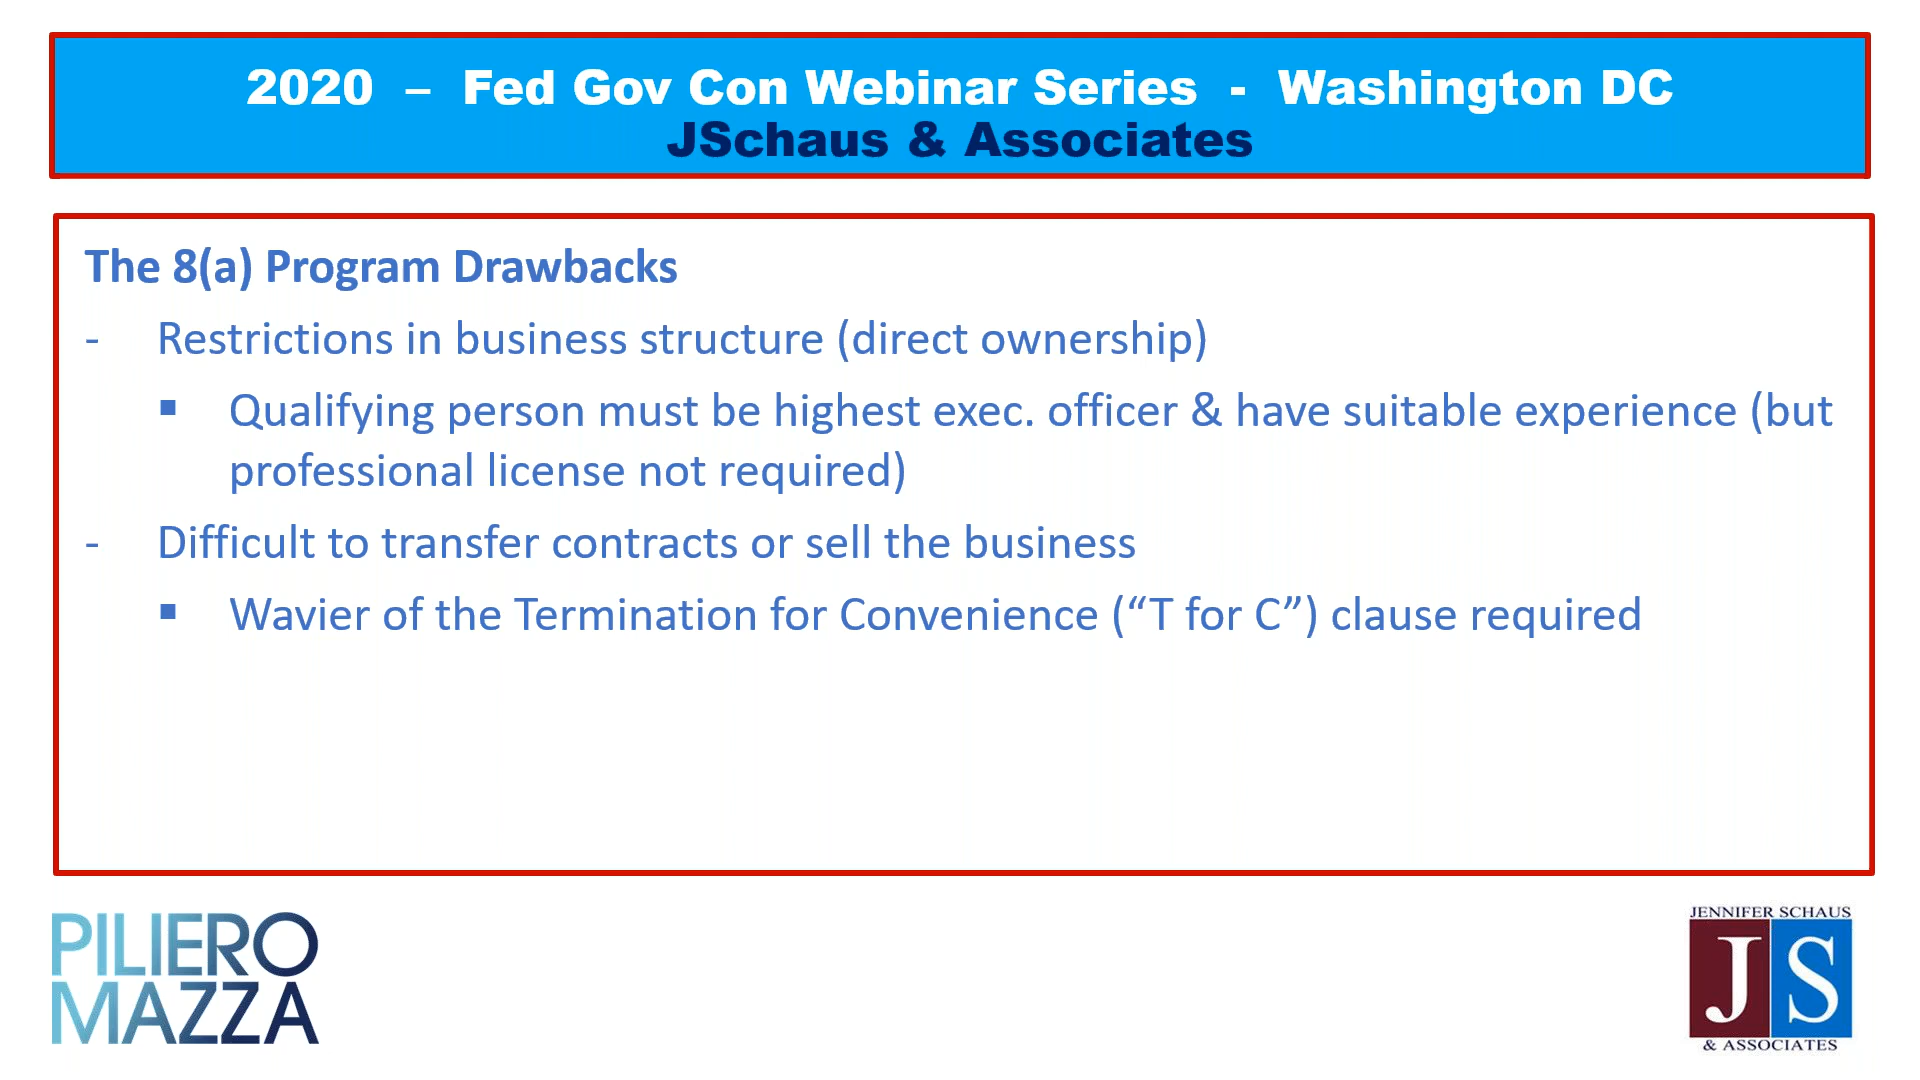 2020 – Fed Gov Con Webinar Series - Washington DC
JSchaus & Associates
The 8(a) Program Drawbacks
- Restrictions in business structure (direct ownership)
▪ Qualifying person must be highest exec. officer & have suitable experience (but
professional license not required)
- Difficult to transfer contracts or sell the business
▪ Wavier of the Termination for Convenience (“T for C”) clause required
PILIERO
MAZZA
JENNIFER SCHAUS
JS
& ASSOCIATES